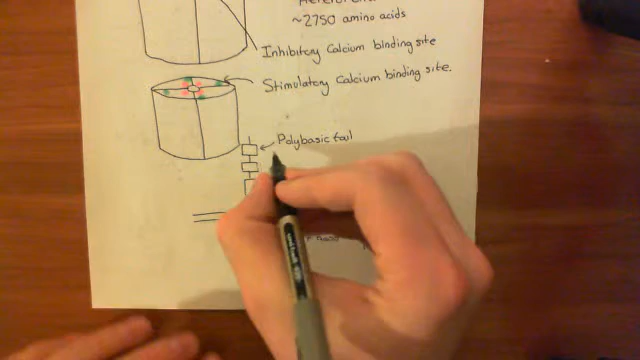 ~2750 amino acids
Inhibitory Calcium binding site
Stimulatory Calcium binding site.
Polybasic tail